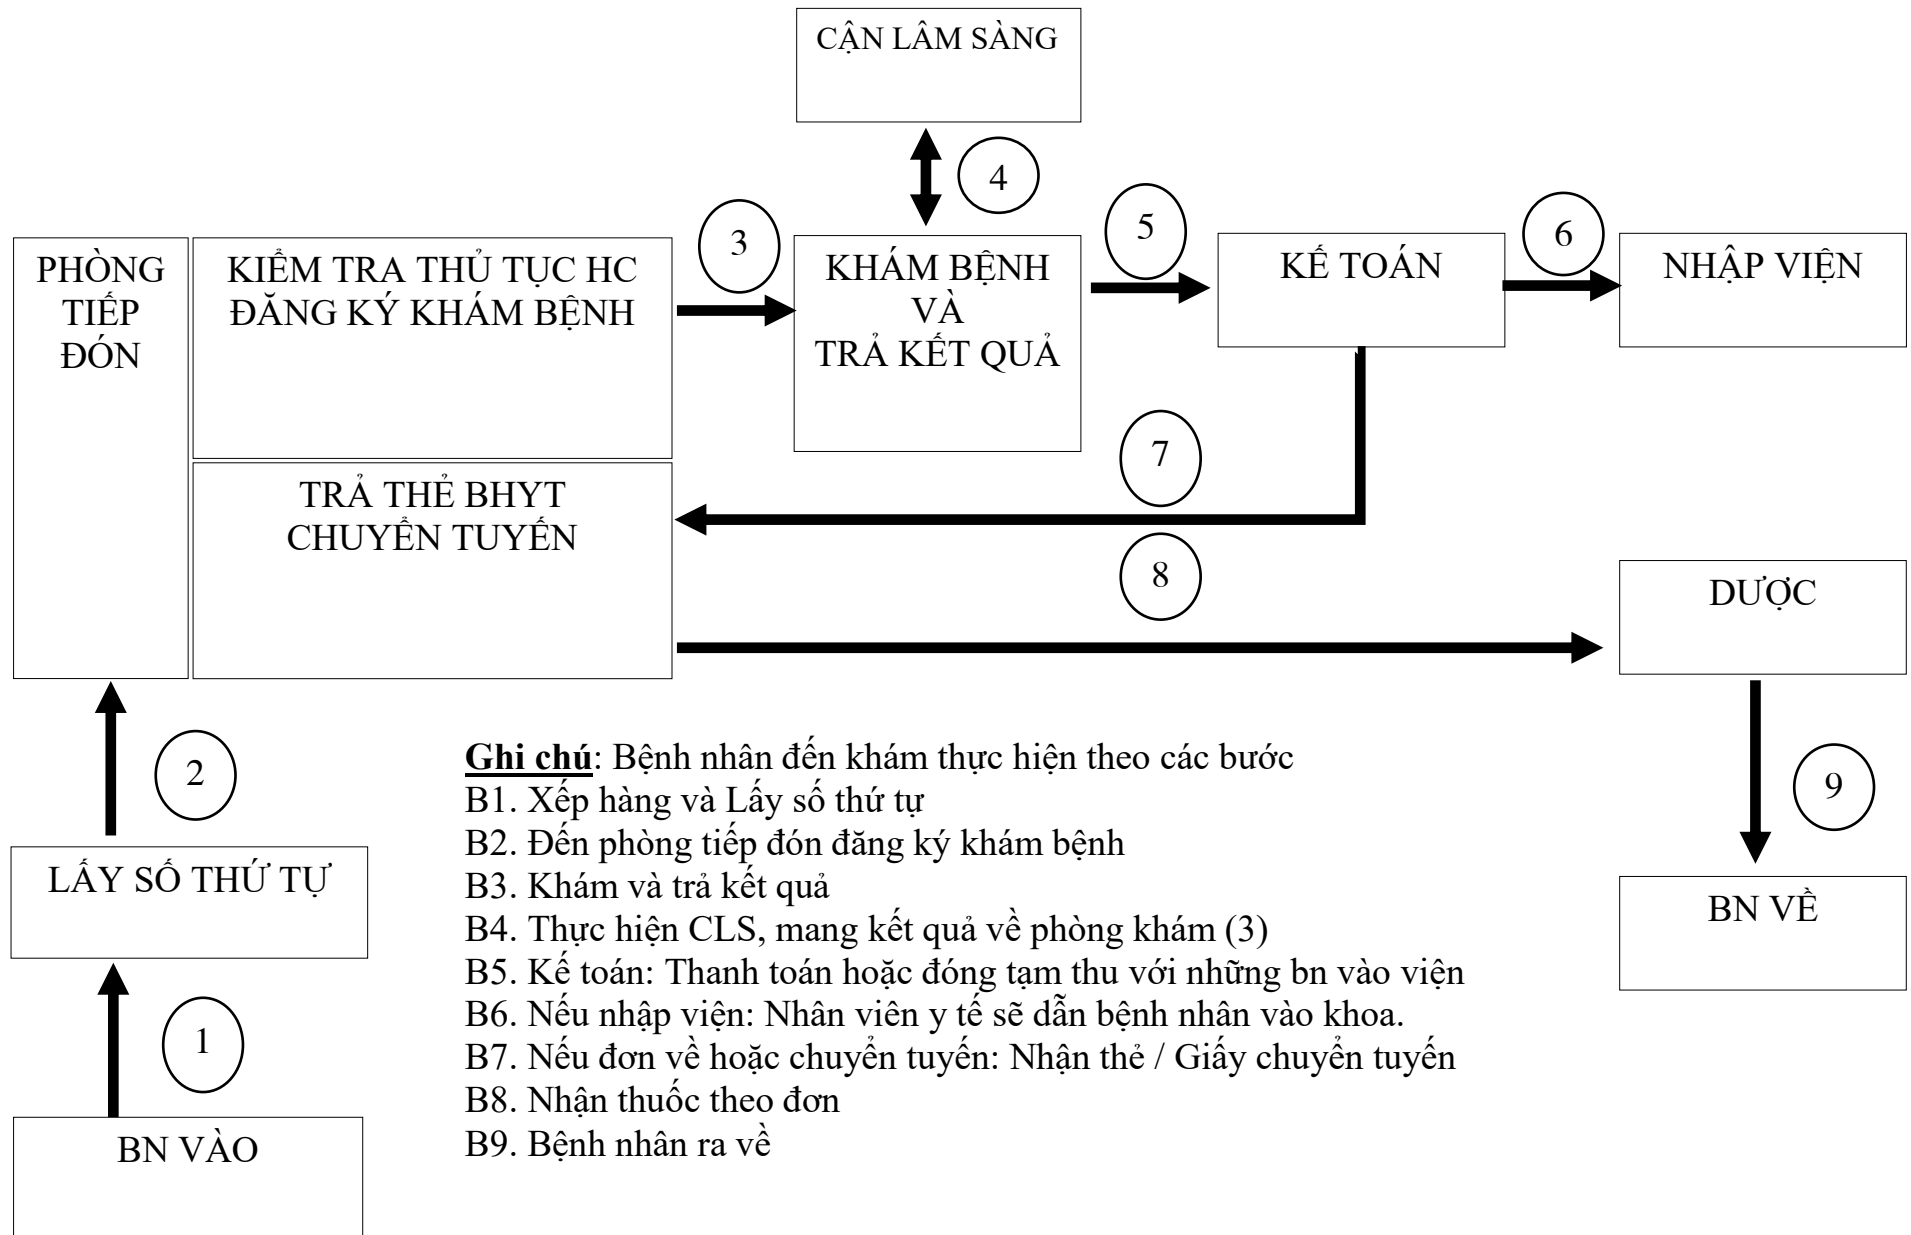 CẬN LÂM SÀNG
4
3
5
6
PHÒNG
TIẾP
ĐÓN
KIỂM TRA THỦ TỤC HC
ĐĂNG KÝ KHÁM BỆNH
KHÁM BỆNH
VÀ
TRẢ KẾT QUẢ
KẾ TOÁN
NHẬP VIỆN
7
TRẢ THẺ BHYT
CHUYỂN TUYẾN
8
DƯỢC
2
9
LẤY SỐ THỨ TỰ
BN VỀ
1
BN VÀO
Ghi chú: Bệnh nhân đến khám thực hiện theo các bước
B1. Xếp hàng và Lấy số thứ tự
B2. Đến phòng tiếp đón đăng ký khám bệnh
B3. Khám và trả kết quả
B4. Thực hiện CLS, mang kết quả về phòng khám (3)
B5. Kế toán: Thanh toán hoặc đóng tạm thu với những bn vào viện
B6. Nếu nhập viện: Nhân viên y tế sẽ dẫn bệnh nhân vào khoa.
B7. Nếu đơn về hoặc chuyển tuyến: Nhận thẻ / Giấy chuyển tuyến
B8. Nhận thuốc theo đơn
B9. Bệnh nhân ra về